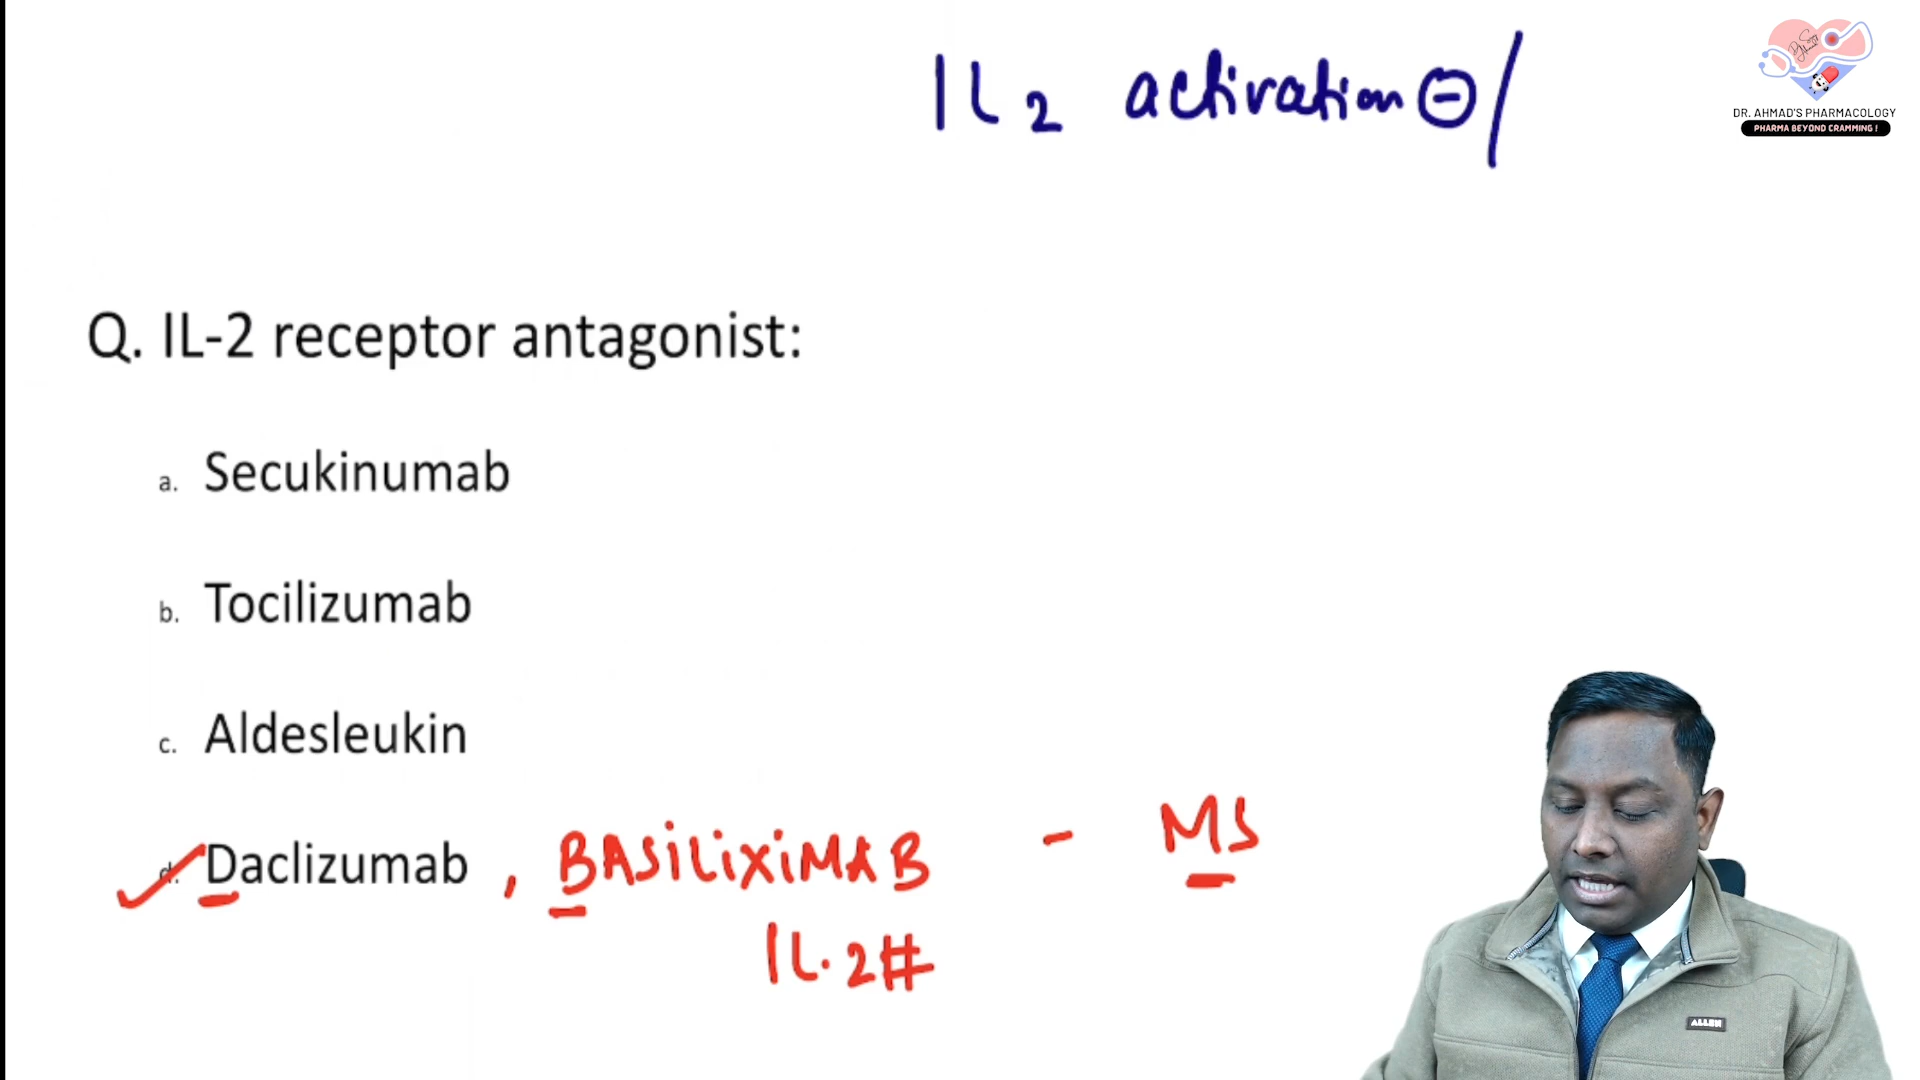 IL2 activation ⊖/
DR. AHMAD'S PHARMACOLOGY
PHARMA BEYOND CRAMMING !
Q. IL-2 receptor antagonist:
a. Secukinumab
b. Tocilizumab
c. Aldesleukin
d. Daclizumab , BASiLiXiMAB - MS
IL.2#
ALLEN